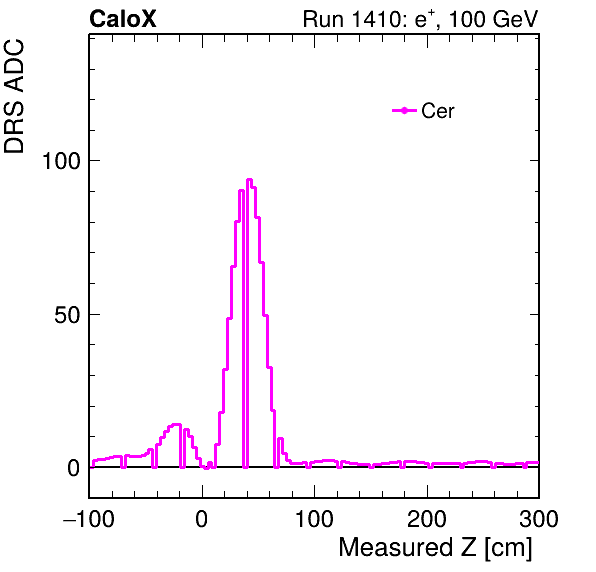 CaloX Run 1410: e⁺, 100 GeV
DRS ADC
Cer
100
50
0
−100 0 100 200 300
Measured Z [cm]